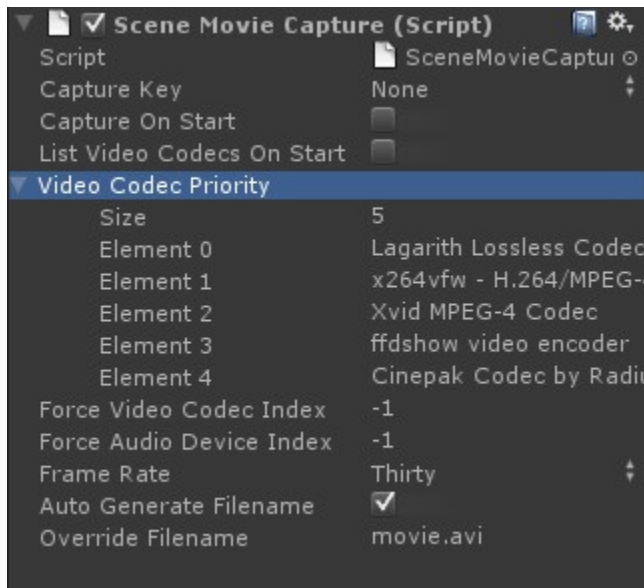 Scene Movie Capture (Script)
Script SceneMovieCaptur
Capture Key None
Capture On Start
List Video Codecs On Start
Video Codec Priority
Size 5
Element 0 Lagarith Lossless Codec
Element 1 x264vfw - H.264/MPEG-
Element 2 Xvid MPEG-4 Codec
Element 3 ffdshow video encoder
Element 4 Cinepak Codec by Radiu
Force Video Codec Index -1
Force Audio Device Index -1
Frame Rate Thirty
Auto Generate Filename
Override Filename movie.avi